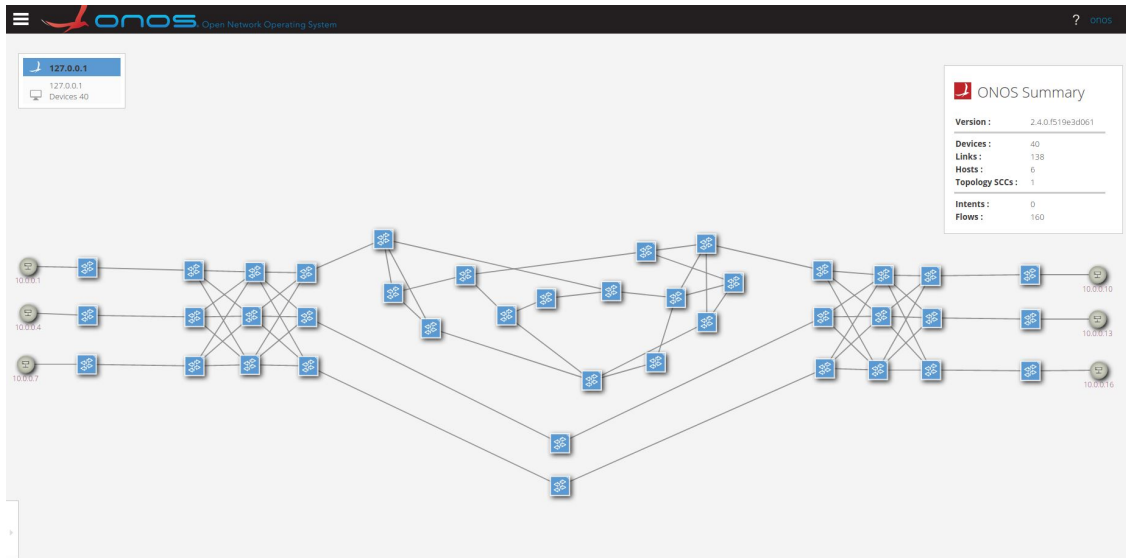 onos Open Network Operating System
? onos
127.0.0.1
127.0.0.1
Devices 40
ONOS Summary
Version : 2.4.0.f519e3d061
Devices : 40
Links : 138
Hosts : 6
Topology SCCs : 1
Intents : 0
Flows : 160
10.0.0.1
10.0.0.10
10.0.0.4
10.0.0.13
10.0.0.7
10.0.0.16